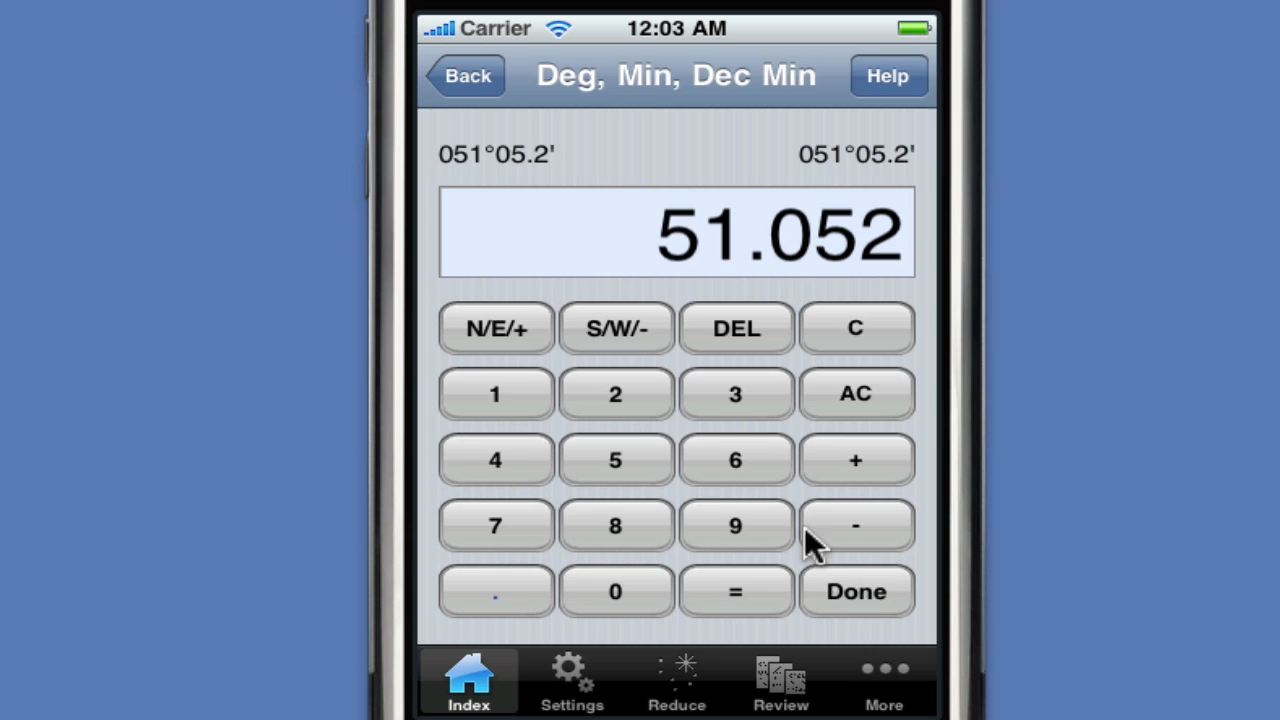 Carrier 12:03 AM
Back Deg, Min, Dec Min Help
051°05.2' 051°05.2'
51.052
N/E/+ S/W/- DEL C
1 2 3 AC
4 5 6 +
7 8 9 -
. 0 = Done
Index Settings Reduce Review More